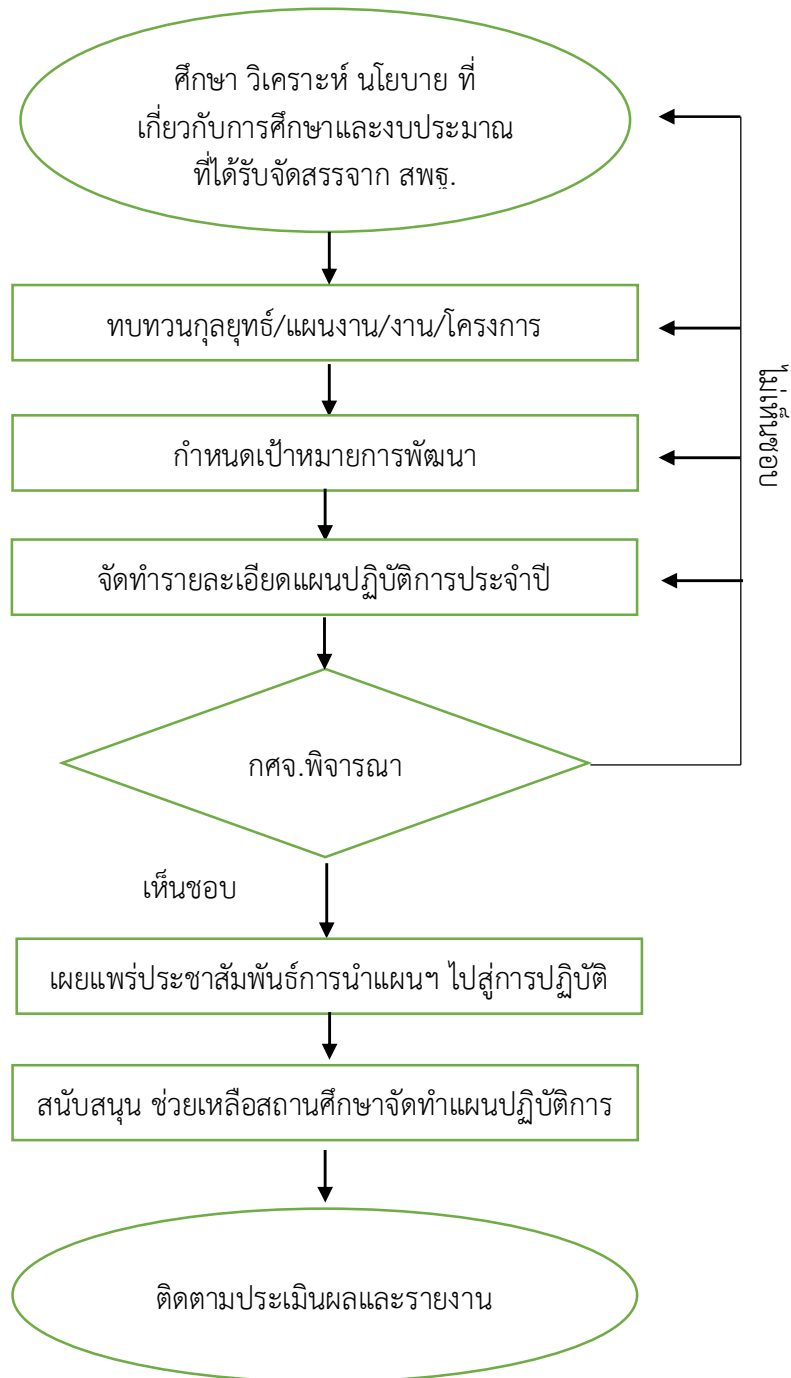 ศึกษา วิเคราะห์ นโยบาย ที่
เกี่ยวกับการศึกษาและงบประมาณ
ที่ได้รับจัดสรรจาก สพฐ.
ทบทวนกุลยุทธ์/แผนงาน/งาน/โครงการ
กำหนดเป้าหมายการพัฒนา
ไม่เห็นชอบ
จัดทำรายละเอียดแผนปฏิบัติการประจำปี
กศจ.พิจารณา
เห็นชอบ
เผยแพร่ประชาสัมพันธ์การนำแผนฯ ไปสู่การปฏิบัติ
สนับสนุน ช่วยเหลือสถานศึกษาจัดทำแผนปฏิบัติการ
ติดตามประเมินผลและรายงาน